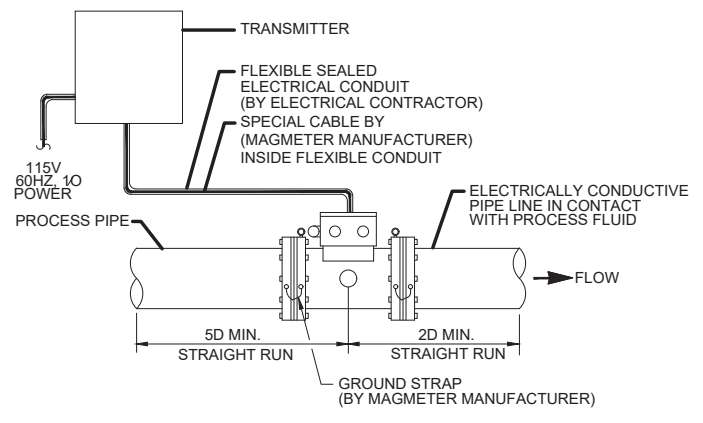 TRANSMITTER
FLEXIBLE SEALED
ELECTRICAL CONDUIT
(BY ELECTRICAL CONTRACTOR)
SPECIAL CABLE BY
(MAGMETER MANUFACTURER)
INSIDE FLEXIBLE CONDUIT
115V
60HZ, 1Ø
POWER
PROCESS PIPE
ELECTRICALLY CONDUCTIVE
PIPE LINE IN CONTACT
WITH PROCESS FLUID
FLOW
5D MIN.
STRAIGHT RUN
2D MIN.
STRAIGHT RUN
GROUND STRAP
(BY MAGMETER MANUFACTURER)